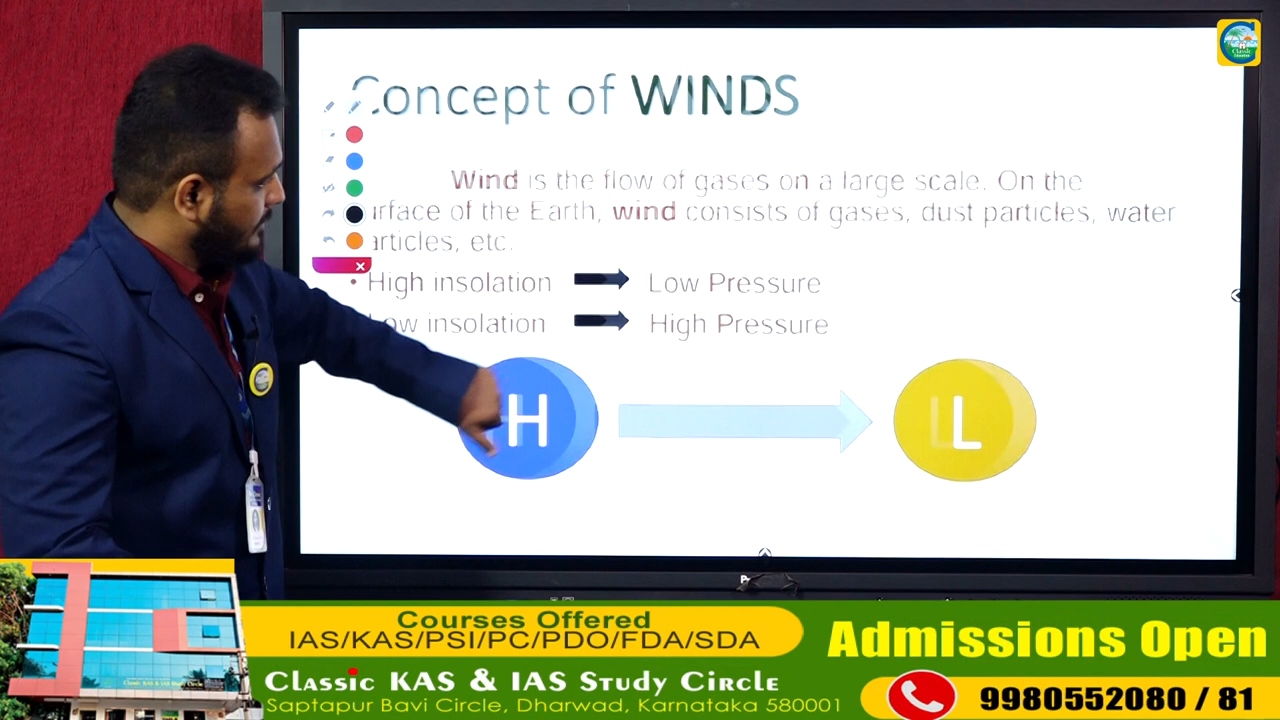 Concept of WINDS
Wind is the flow of gases on a large scale. On the
urface of the Earth, wind consists of gases, dust particles, water
articles, etc.
• High insolation Low Pressure
Low insolation High Pressure
H L
Courses Offered
IAS/KAS/PSI/PC/PDO/FDA/SDA
Admissions Open
Classic KAS & IAS Study Circle
Saptapur Bavi Circle, Dharwad, Karnataka 580001
9980552080 / 81